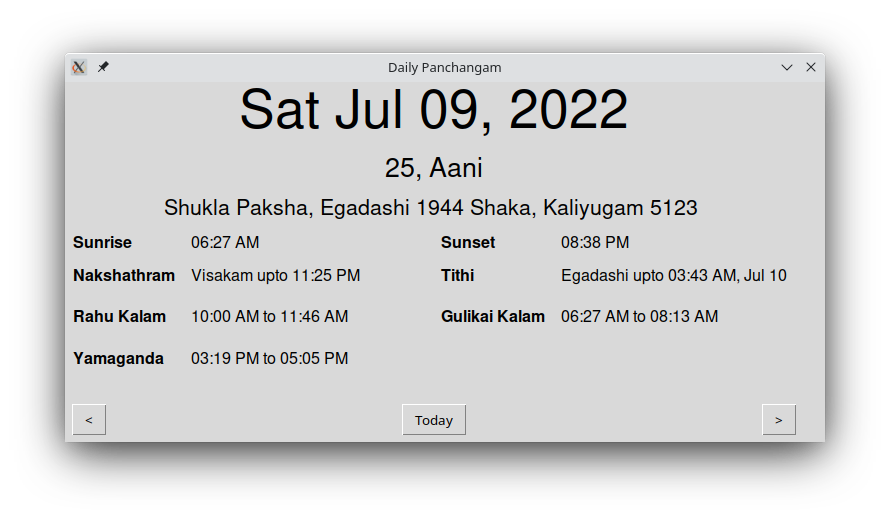 Daily Panchangam
Sat Jul 09, 2022
25, Aani
Shukla Paksha, Egadashi 1944 Shaka, Kaliyugam 5123
Sunrise 06:27 AM Sunset 08:38 PM
Nakshathram Visakam upto 11:25 PM Tithi Egadashi upto 03:43 AM, Jul 10
Rahu Kalam 10:00 AM to 11:46 AM Gulikai Kalam 06:27 AM to 08:13 AM
Yamaganda 03:19 PM to 05:05 PM
< Today >